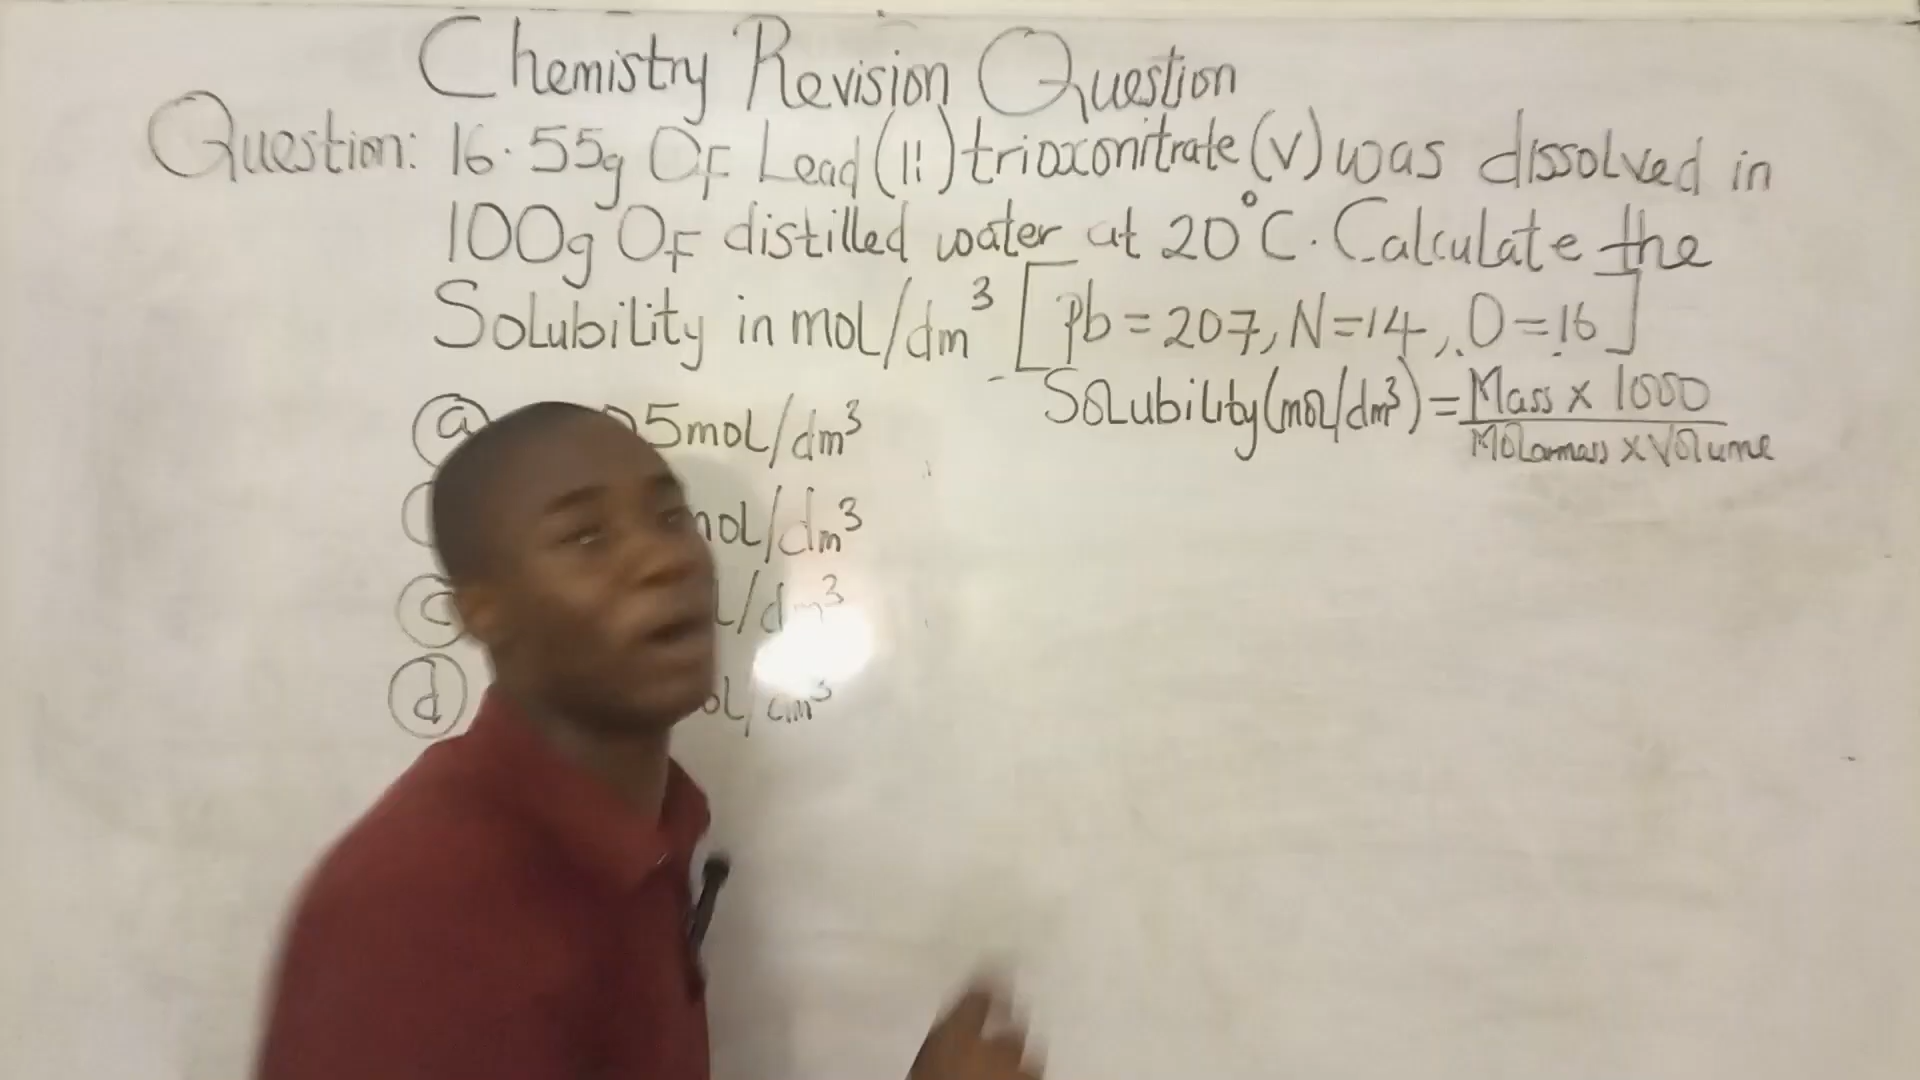 Chemistry Revision Question
Question: 16.55g Of Lead (II) trioxonitrate (V) was dissolved in
100g Of distilled water at 20°C. Calculate the
Solubility in mol/dm³ [Pb = 207, N = 14, O = 16]
Solubility (mol/dm³) = Mass x 1000
Molarmass x Volume
a 5mol/dm³
mol/dm³
c /dm³
d